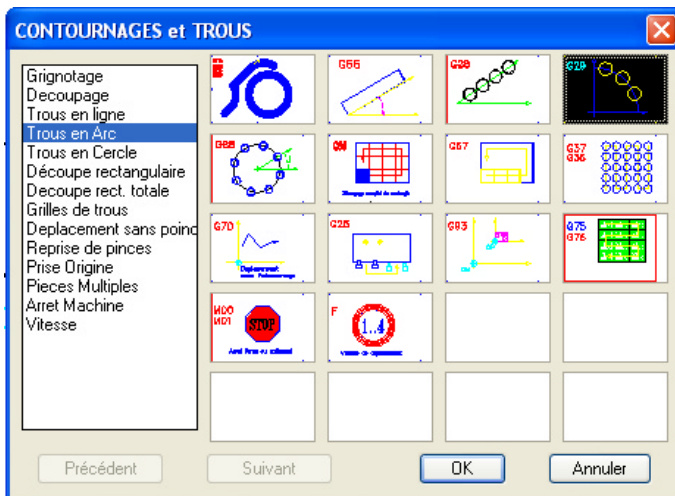 CONTOURNAGES et TROUS
Grignotage
Decoupage
Trous en ligne
Trous en Arc
Trous en Cercle
Découpe rectangulaire
Decoupe rect. totale
Grilles de trous
Deplacement sans poinc
Reprise de pinces
Prise Origine
Pieces Multiples
Arret Machine
Vitesse
G66
G28
G29
G67
G37
G36
G70
Deplacement
G25
G93
G75
G76
M00
M01
STOP
F
1..4
Précédent
Suivant
OK
Annuler